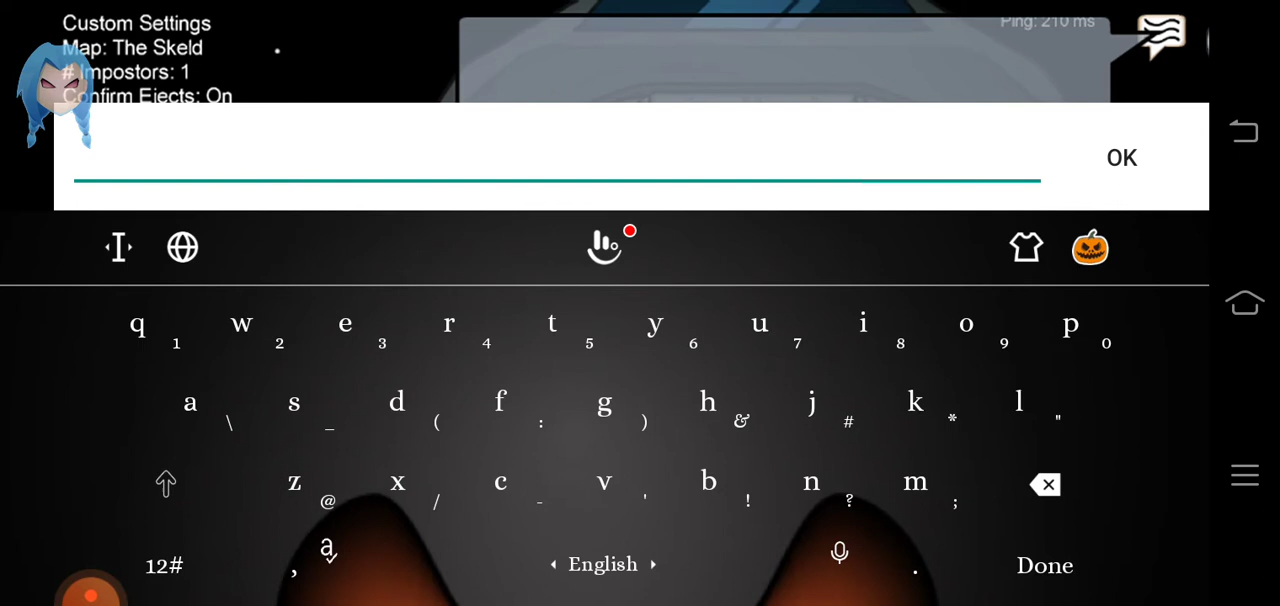 Custom Settings
Ping: 210 ms
Map: The Skeld
# Impostors: 1
Confirm Ejects: On
OK
q 1 w 2 e 3 r 4 t 5 y 6 u 7 i 8 o 9 p 0
a \ s _ d ( f : g ) h & j # k * l "
z @ x / c - v ' b ! n ? m ;
12# , a English . Done